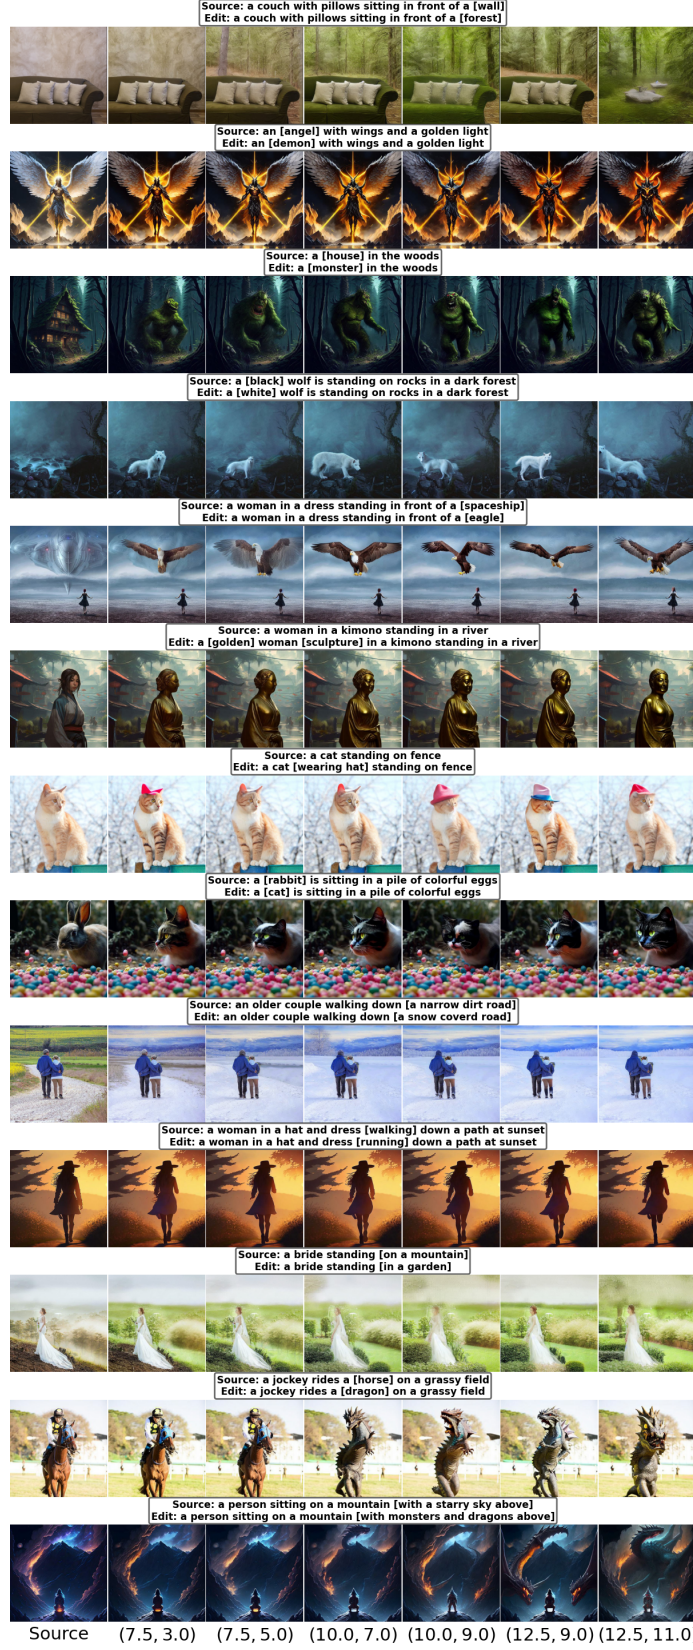 Source: a couch with pillows sitting in front of a [wall]
Edit: a couch with pillows sitting in front of a [forest]
Source: an [angel] with wings and a golden light
Edit: an [demon] with wings and a golden light
Source: a [house] in the woods
Edit: a [monster] in the woods
Source: a [black] wolf is standing on rocks in a dark forest
Edit: a [white] wolf is standing on rocks in a dark forest
Source: a woman in a dress standing in front of a [spaceship]
Edit: a woman in a dress standing in front of a [eagle]
Source: a woman in a kimono standing in a river
Edit: a [golden] woman [sculpture] in a kimono standing in a river
Source: a cat standing on fence
Edit: a cat [wearing hat] standing on fence
Source: a [rabbit] is sitting in a pile of colorful eggs
Edit: a [cat] is sitting in a pile of colorful eggs
Source: an older couple walking down [a narrow dirt road]
Edit: an older couple walking down [a snow coverd road]
Source: a woman in a hat and dress [walking] down a path at sunset
Edit: a woman in a hat and dress [running] down a path at sunset
Source: a bride standing [on a mountain]
Edit: a bride standing [in a garden]
Source: a jockey rides a [horse] on a grassy field
Edit: a jockey rides a [dragon] on a grassy field
Source: a person sitting on a mountain [with a starry sky above]
Edit: a person sitting on a mountain [with monsters and dragons above]
Source (7.5, 3.0) (7.5, 5.0) (10.0, 7.0) (10.0, 9.0) (12.5, 9.0) (12.5, 11.0